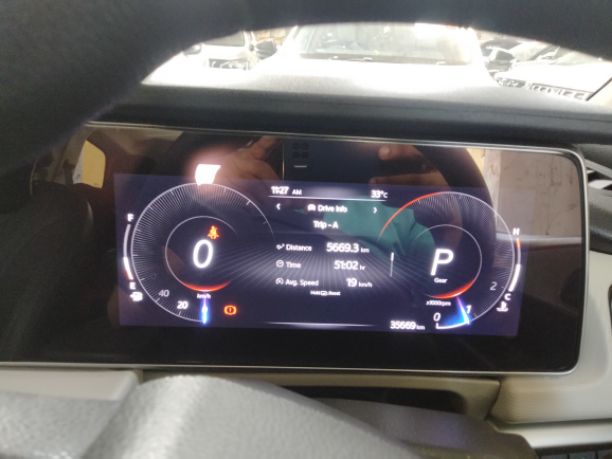 11:27 AM
33°C
Drive Info
Trip - A
Distance 5669.3 km
Time 51:02 hr
Avg. Speed 19 km/h
Hold OK : Reset
F
E
0
km/h
40
20
P
Gear
H
C
x1000rpm
0
1
2
35669 km